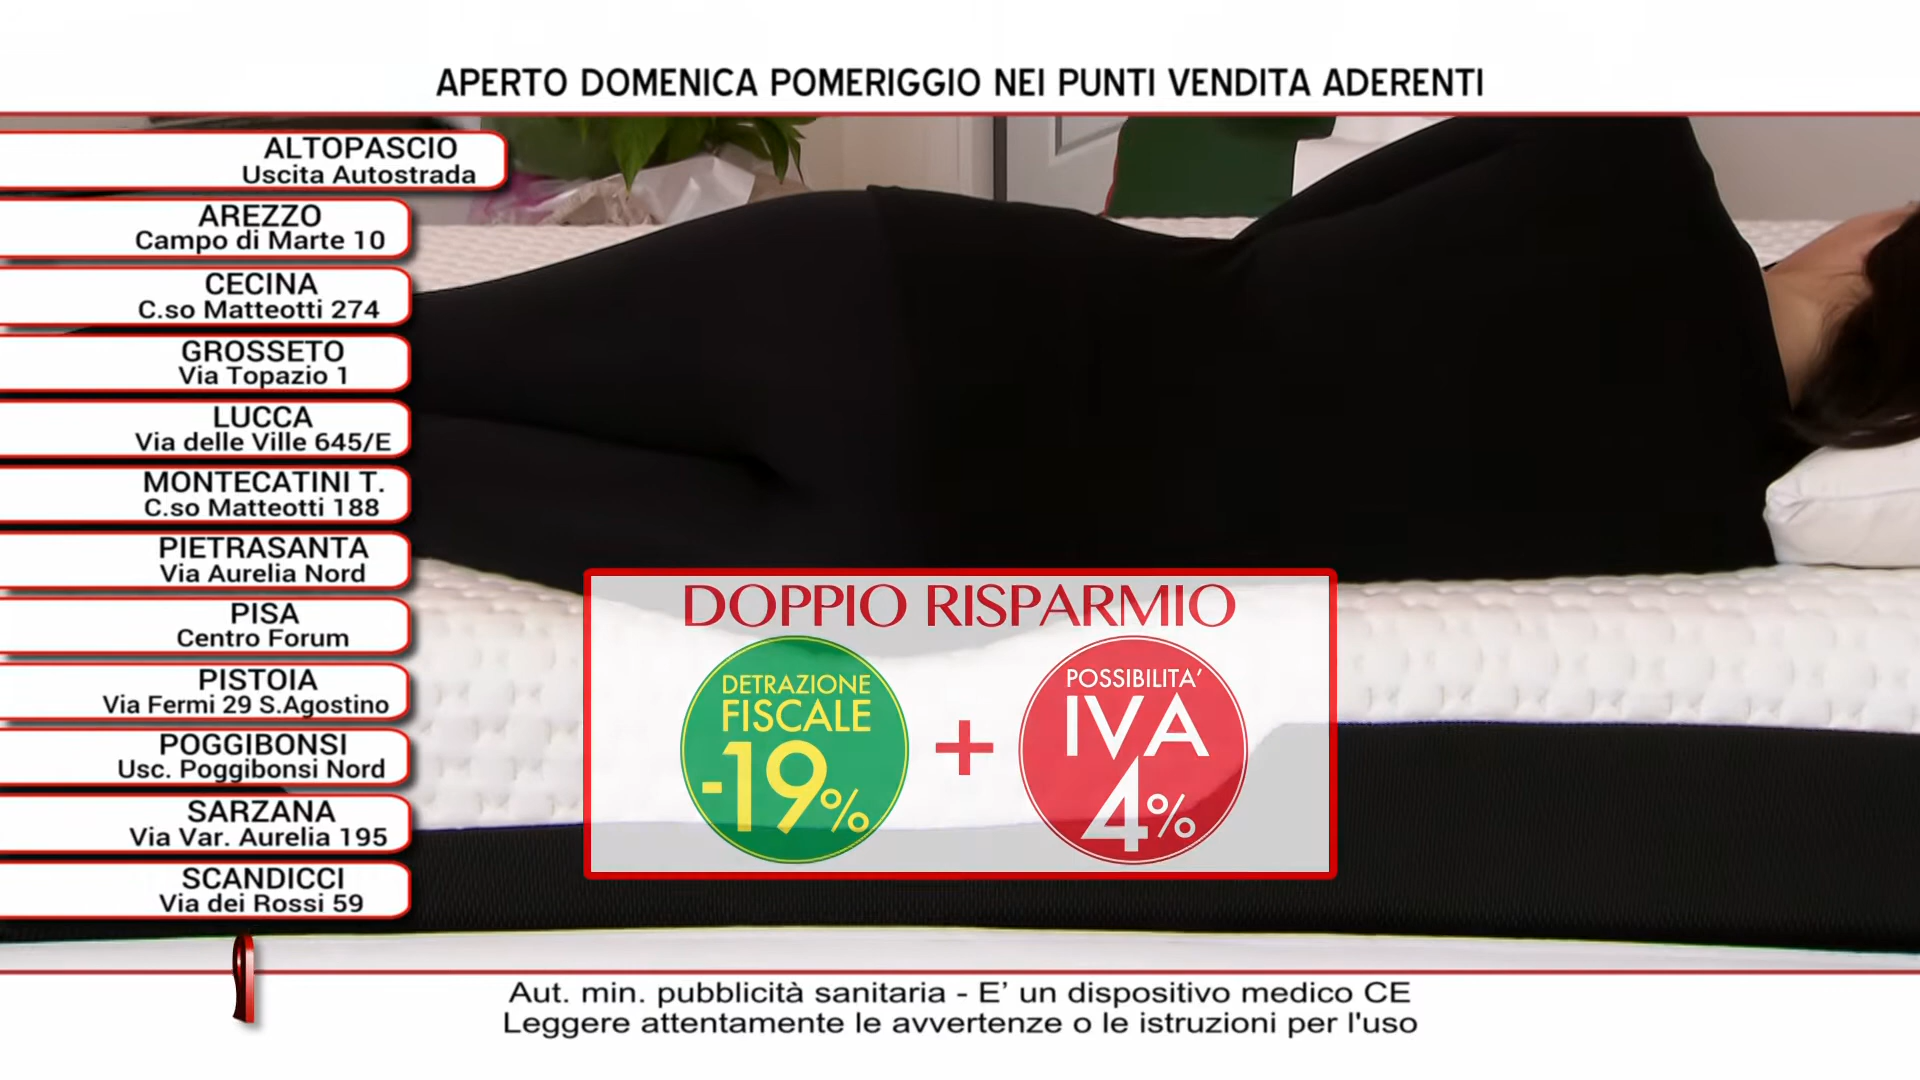 APERTO DOMENICA POMERIGGIO NEI PUNTI VENDITA ADERENTI
ALTOPASCIO
Uscita Autostrada
AREZZO
Campo di Marte 10
CECINA
C.so Matteotti 274
GROSSETO
Via Topazio 1
LUCCA
Via delle Ville 645/E
MONTECATINI T.
C.so Matteotti 188
PIETRASANTA
Via Aurelia Nord
PISA
Centro Forum
PISTOIA
Via Fermi 29 S.Agostino
POGGIBONSI
Usc. Poggibonsi Nord
SARZANA
Via Var. Aurelia 195
SCANDICCI
Via dei Rossi 59
DOPPIO RISPARMIO
DETRAZIONE
FISCALE
-19%
+
POSSIBILITA'
IVA
4%
Aut. min. pubblicità sanitaria - E' un dispositivo medico CE
Leggere attentamente le avvertenze o le istruzioni per l'uso